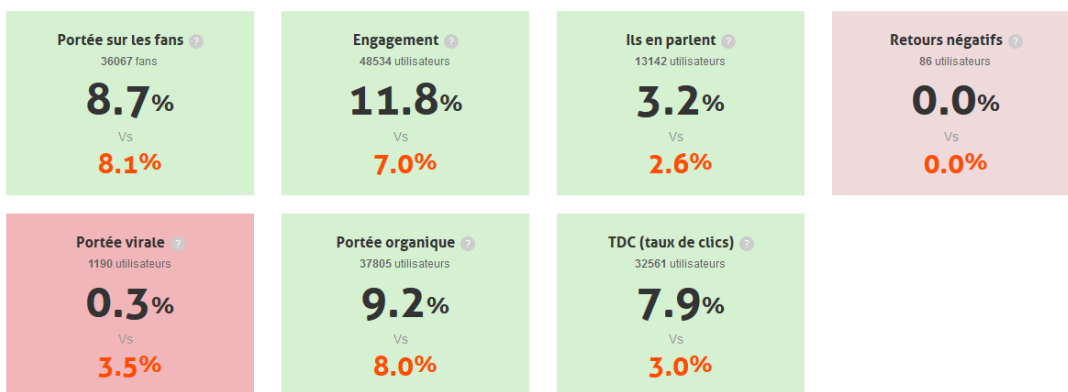 Portée sur les fans ?
36067 fans
8.7%
Vs
8.1%
Engagement ?
48534 utilisateurs
11.8%
Vs
7.0%
Ils en parlent ?
13142 utilisateurs
3.2%
Vs
2.6%
Retours négatifs ?
86 utilisateurs
0.0%
Vs
0.0%
Portée virale ?
1190 utilisateurs
0.3%
Vs
3.5%
Portée organique ?
37805 utilisateurs
9.2%
Vs
8.0%
TDC (taux de clics) ?
32561 utilisateurs
7.9%
Vs
3.0%